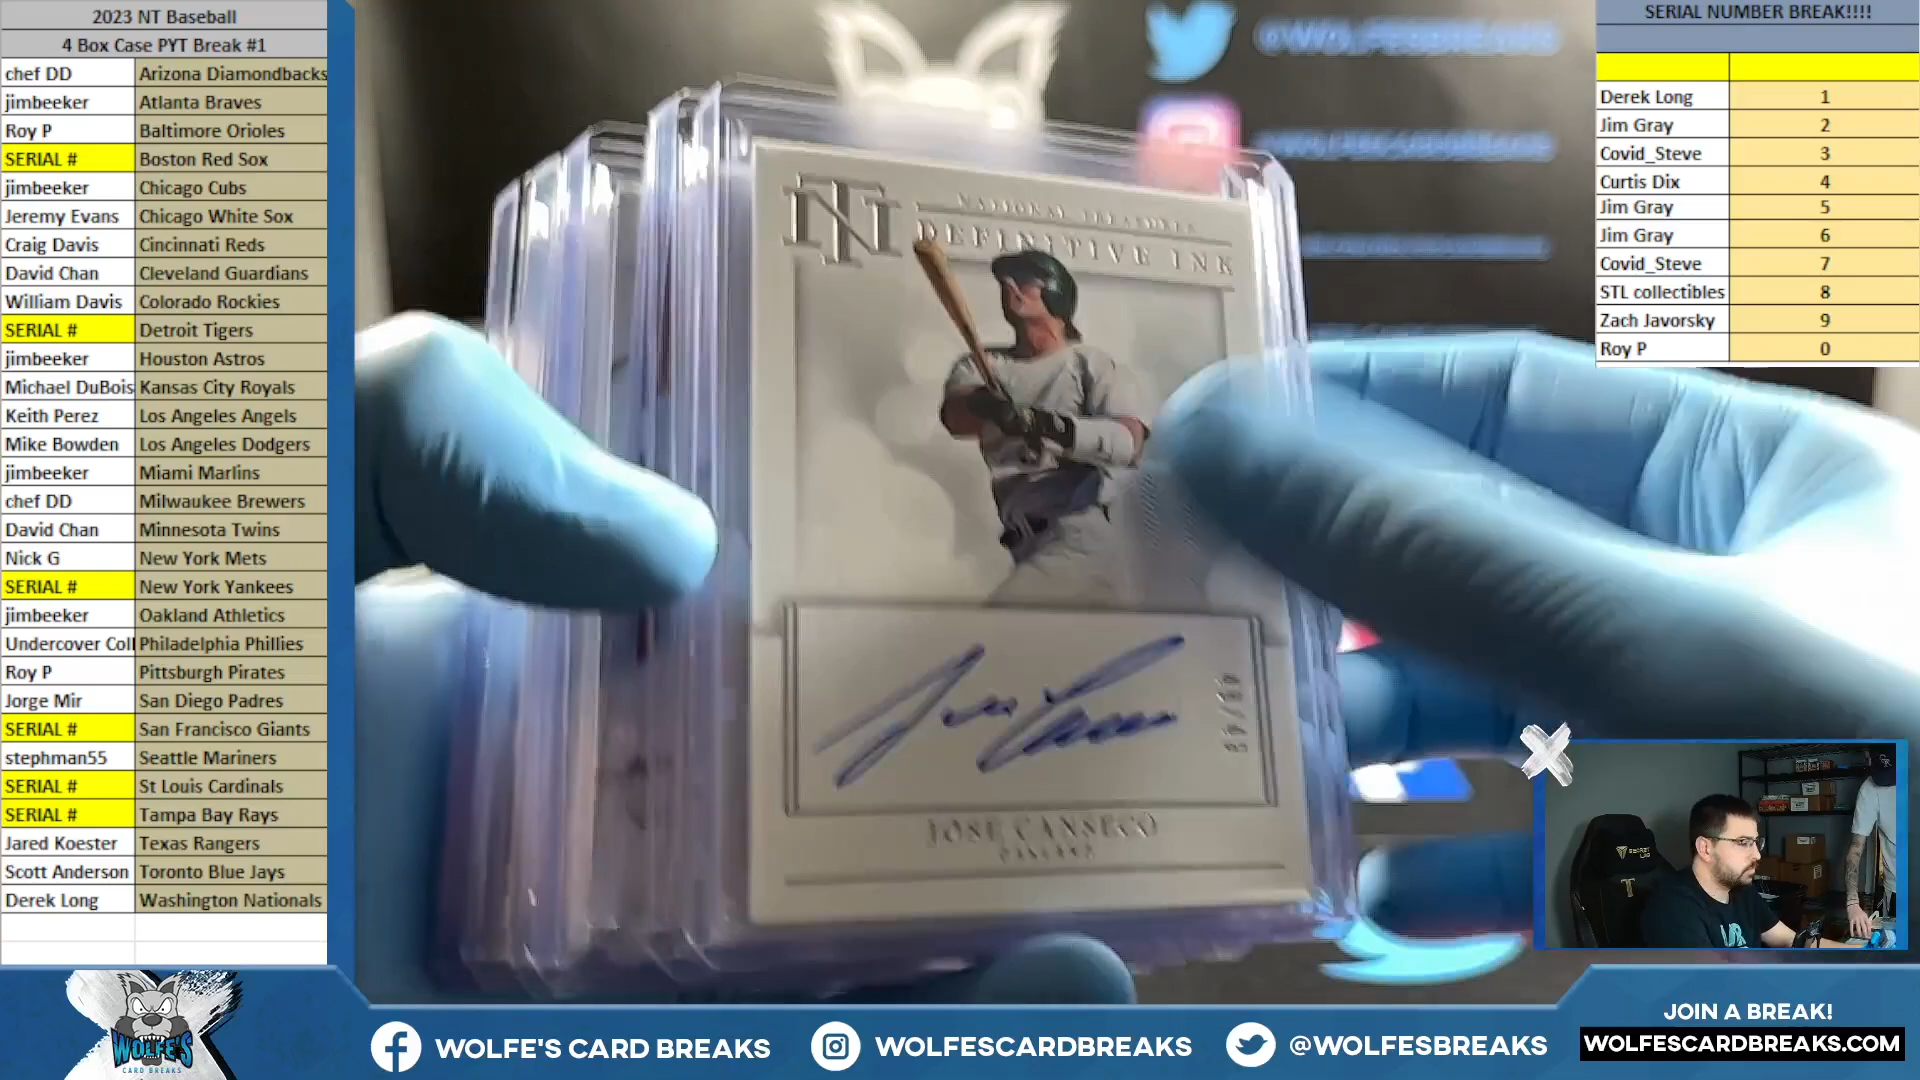 2023 NT Baseball
4 Box Case PYT Break #1
chef DD Arizona Diamondbacks
jimbeeker Atlanta Braves
Roy P Baltimore Orioles
SERIAL # Boston Red Sox
jimbeeker Chicago Cubs
Jeremy Evans Chicago White Sox
Craig Davis Cincinnati Reds
David Chan Cleveland Guardians
William Davis Colorado Rockies
SERIAL # Detroit Tigers
jimbeeker Houston Astros
Michael DuBois Kansas City Royals
Keith Perez Los Angeles Angels
Mike Bowden Los Angeles Dodgers
jimbeeker Miami Marlins
chef DD Milwaukee Brewers
David Chan Minnesota Twins
Nick G New York Mets
SERIAL # New York Yankees
jimbeeker Oakland Athletics
Undercover Coll Philadelphia Phillies
Roy P Pittsburgh Pirates
Jorge Mir San Diego Padres
SERIAL # San Francisco Giants
stephman55 Seattle Mariners
SERIAL # St Louis Cardinals
SERIAL # Tampa Bay Rays
Jared Koester Texas Rangers
Scott Anderson Toronto Blue Jays
Derek Long Washington Nationals
@WOLFESBREAKS
NT
NATIONAL TREASURES
DEFINITIVE INK
JOSE CANSECO
SERIAL NUMBER BREAK!!!!
Derek Long 1
Jim Gray 2
Covid_Steve 3
Curtis Dix 4
Jim Gray 5
Jim Gray 6
Covid_Steve 7
STL collectibles 8
Zach Javorsky 9
Roy P 0
WOLFE'S
CARD BREAKS
WOLFE'S CARD BREAKS
WOLFESCARDBREAKS
@WOLFESBREAKS
JOIN A BREAK!
WOLFESCARDBREAKS.COM